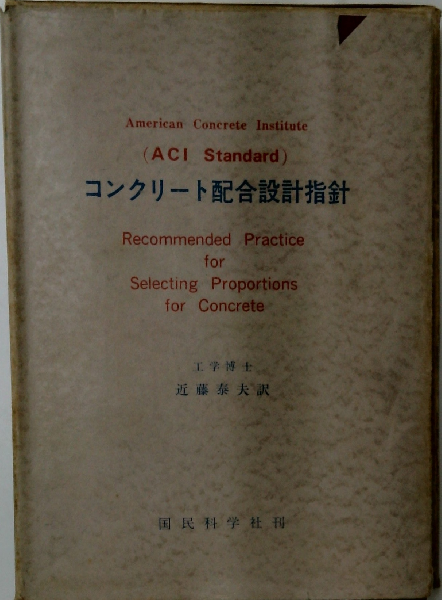 American Concrete Institute
(ACI Standard)
コンクリート配合設計指針
Recommended Practice
for
Selecting Proportions
for Concrete
工学博士
近藤泰夫訳
国民科学社刊